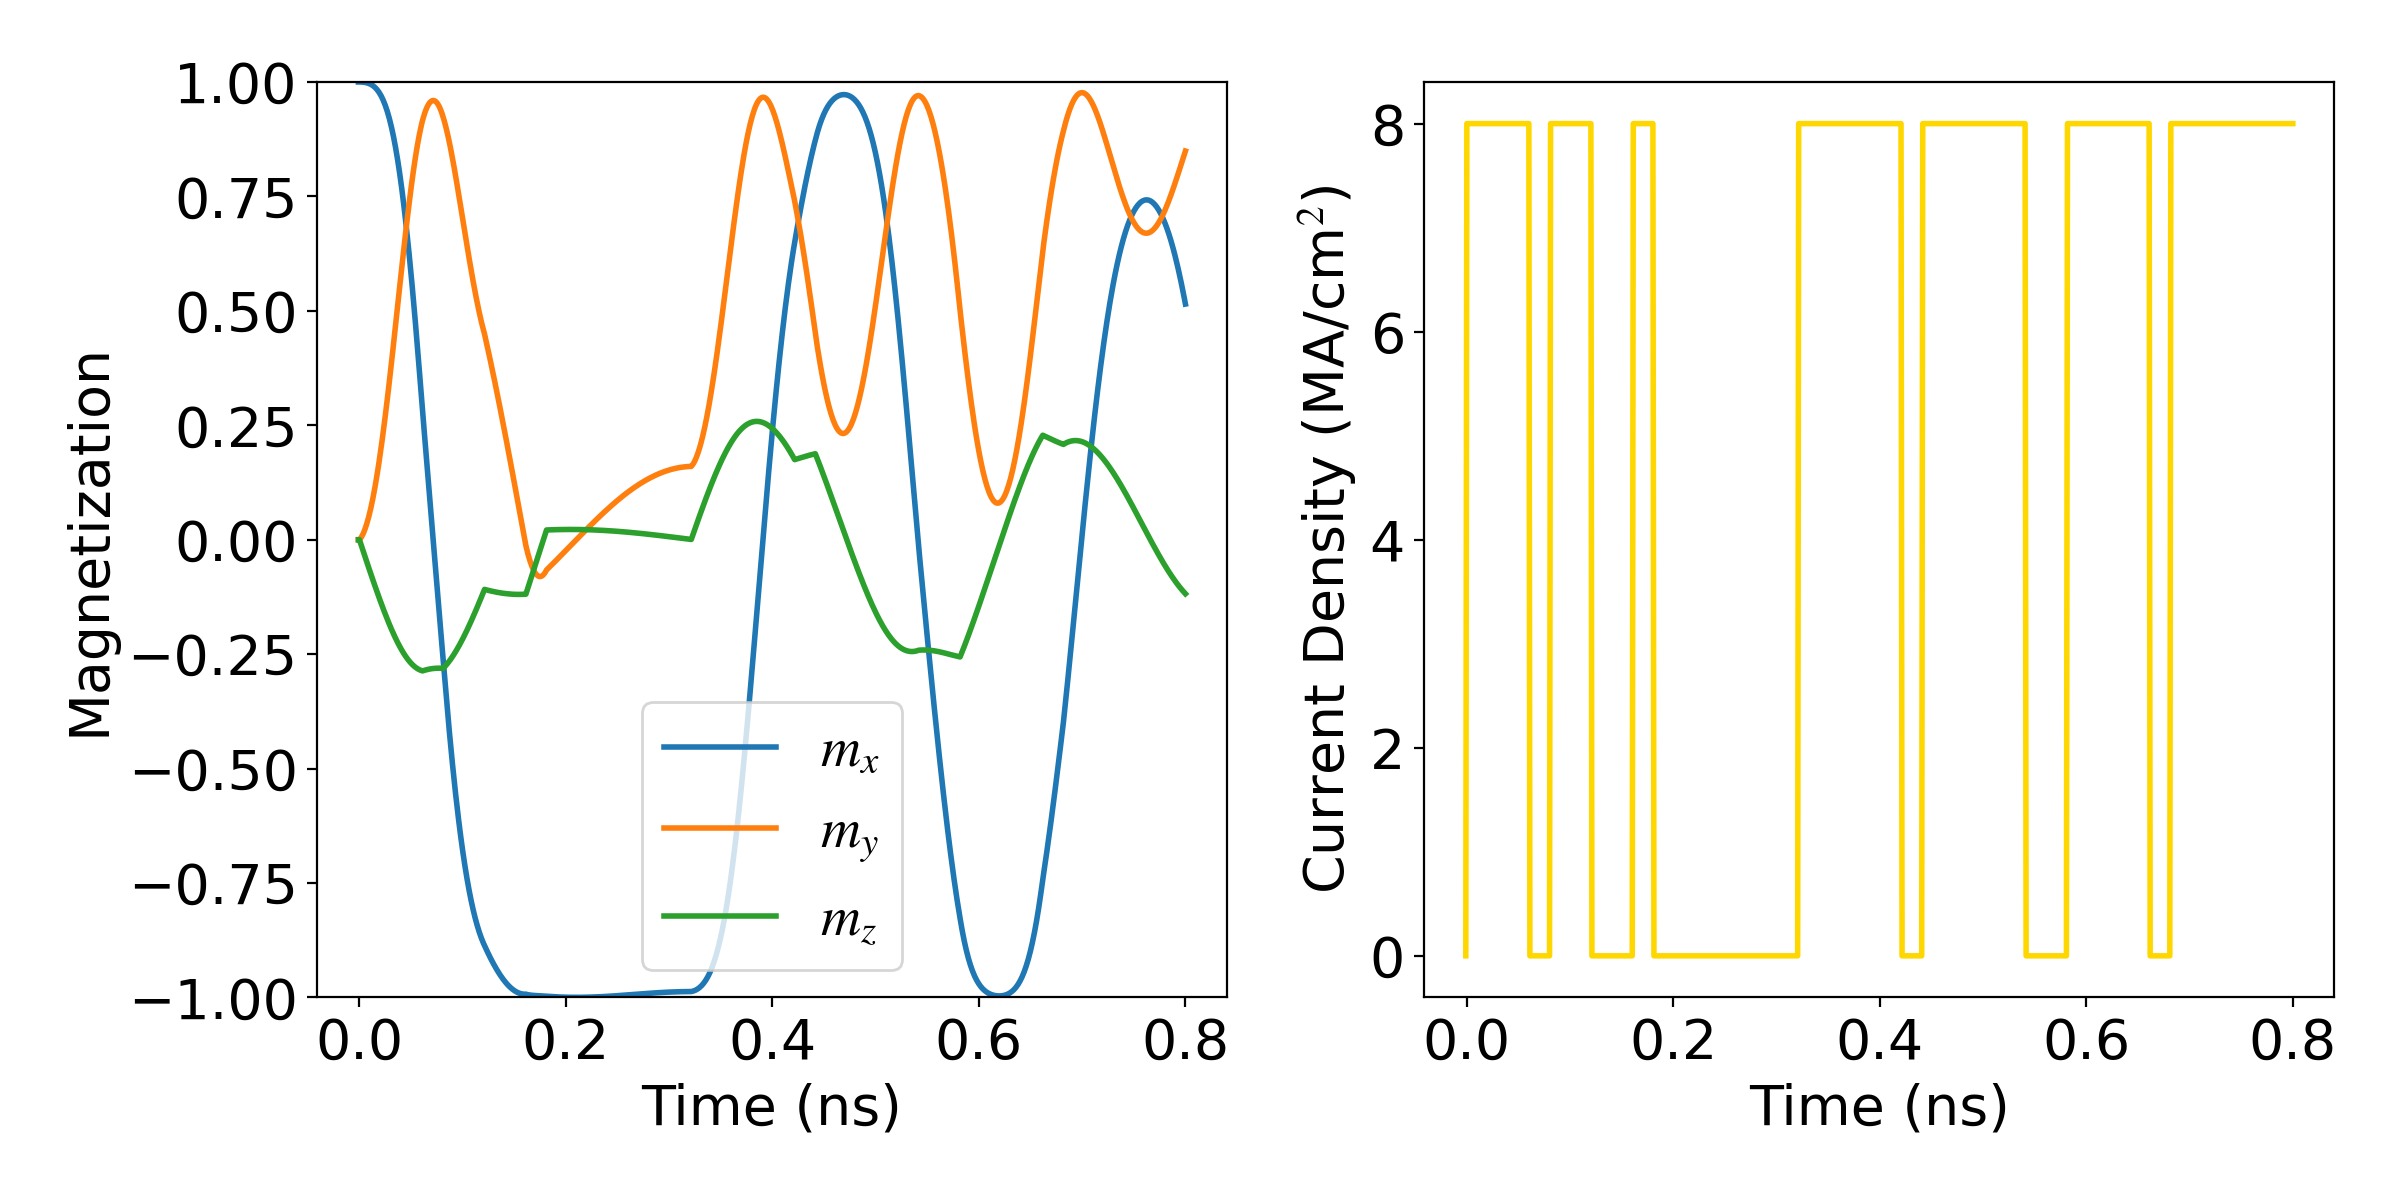 1.00
0.75
0.50
0.25
0.00
−0.25
−0.50
−0.75
−1.00
Magnetization
0.0 0.2 0.4 0.6 0.8
Time (ns)
m_x
m_y
m_z
8
6
4
2
0
Current Density (MA/cm²)
0.0 0.2 0.4 0.6 0.8
Time (ns)